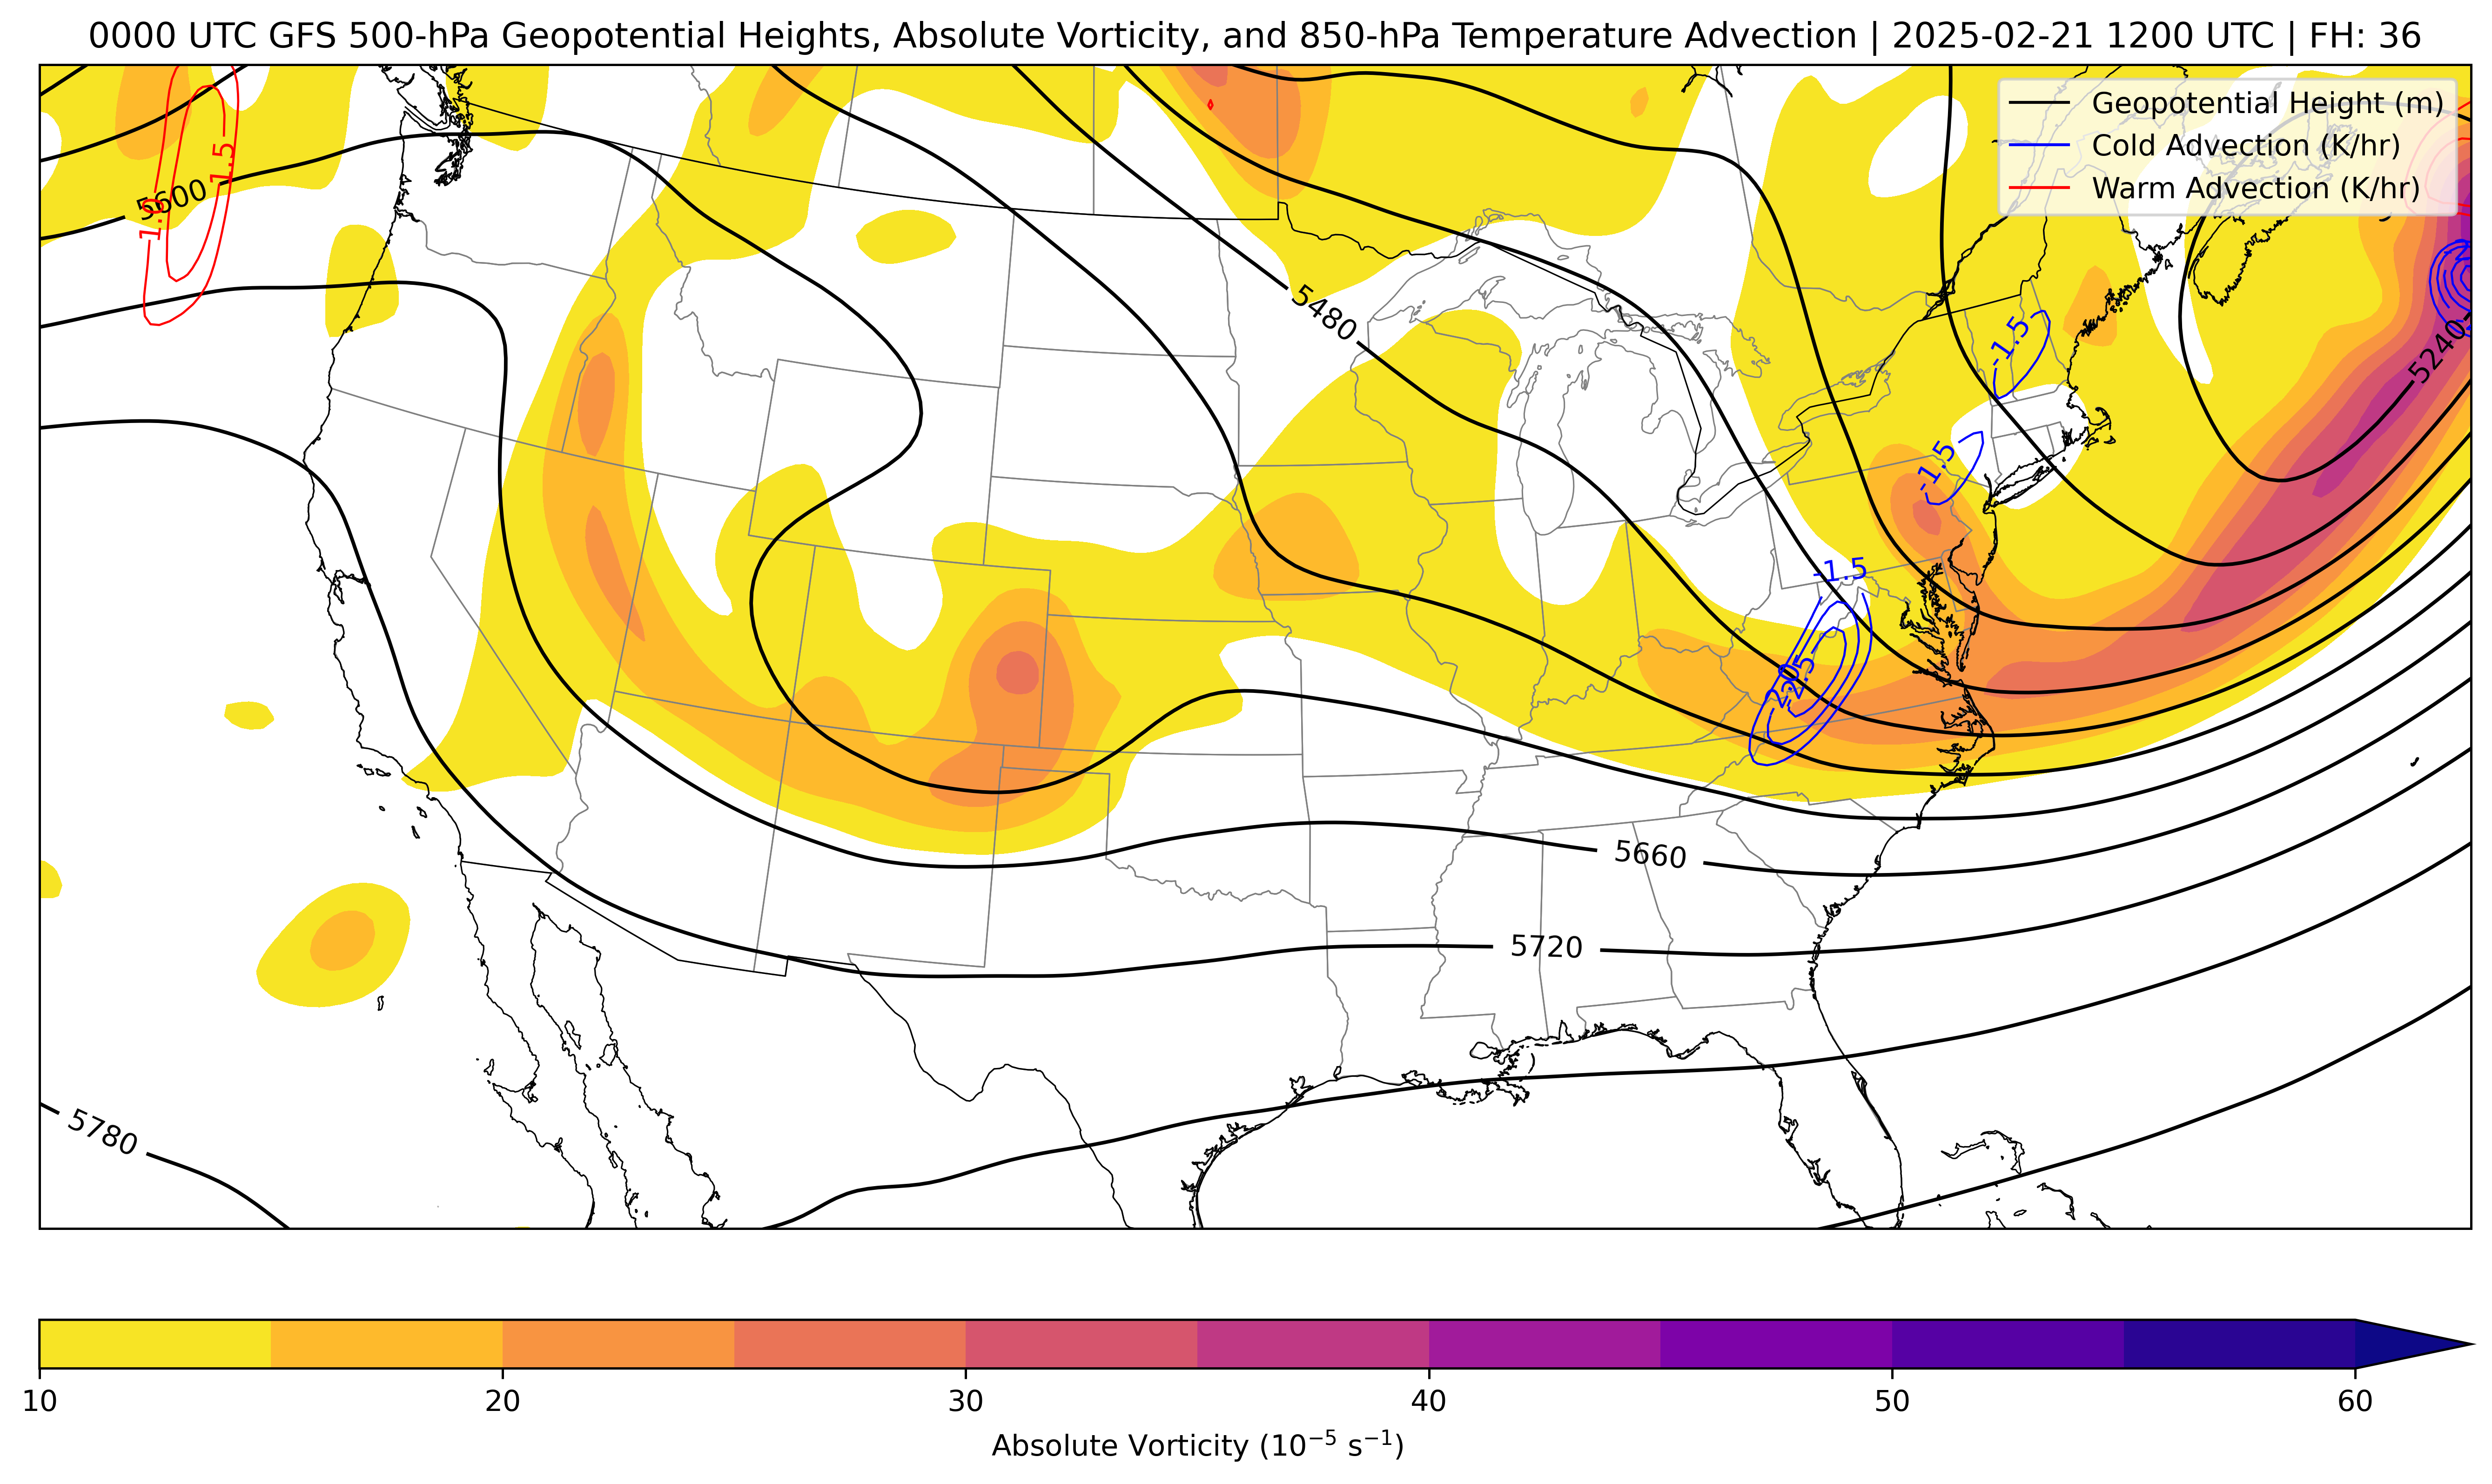 0000 UTC GFS 500-hPa Geopotential Heights, Absolute Vorticity, and 850-hPa Temperature Advection | 2025-02-21 1200 UTC | FH: 36
Geopotential Height (m)
Cold Advection (K/hr)
Warm Advection (K/hr)
1.5
5600
1.0
5480
-1.5
5240
-1.5
-1.5
-2.0
-2.5
5660
5720
5780
10 20 30 40 50 60
Absolute Vorticity (10⁻⁵ s⁻¹)